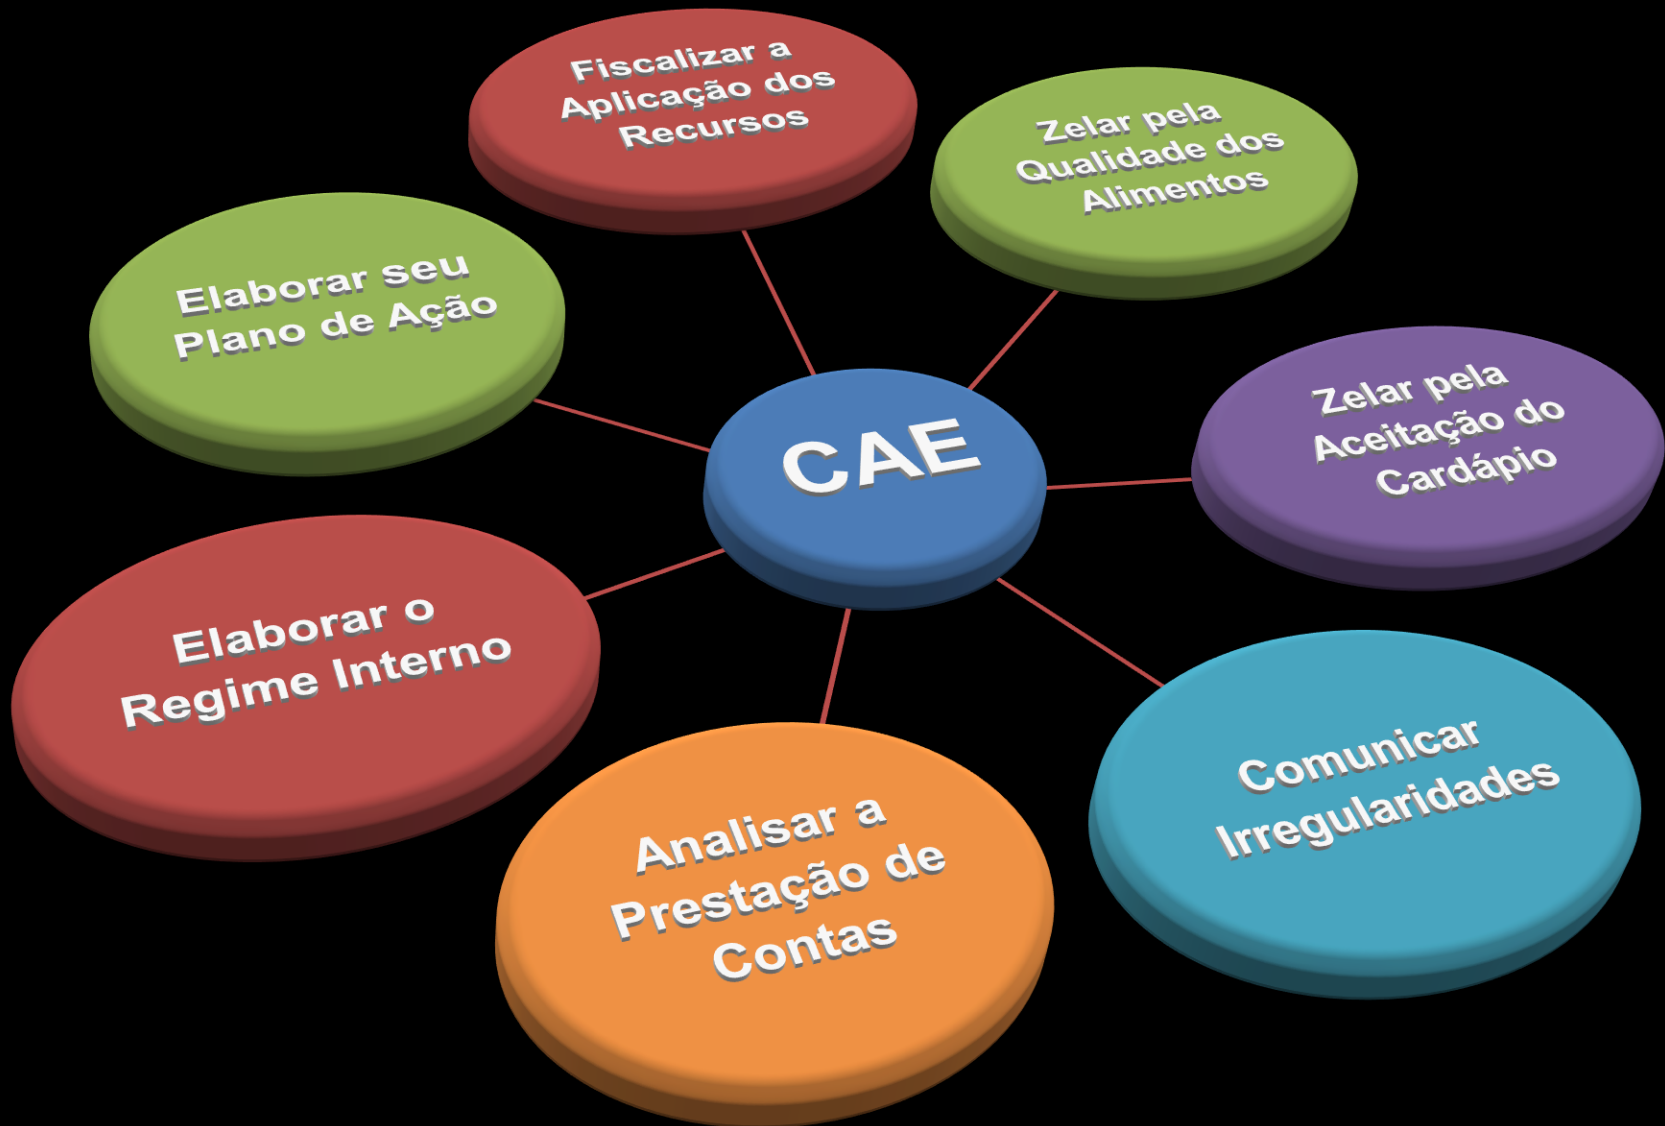 Fiscalizar a
Aplicação dos
Recursos
Zelar pela
Qualidade dos
Alimentos
Elaborar seu
Plano de Ação
Zelar pela
Aceitação do
Cardápio
CAE
Elaborar o
Regime Interno
Comunicar
Irregularidades
Analisar a
Prestação de
Contas